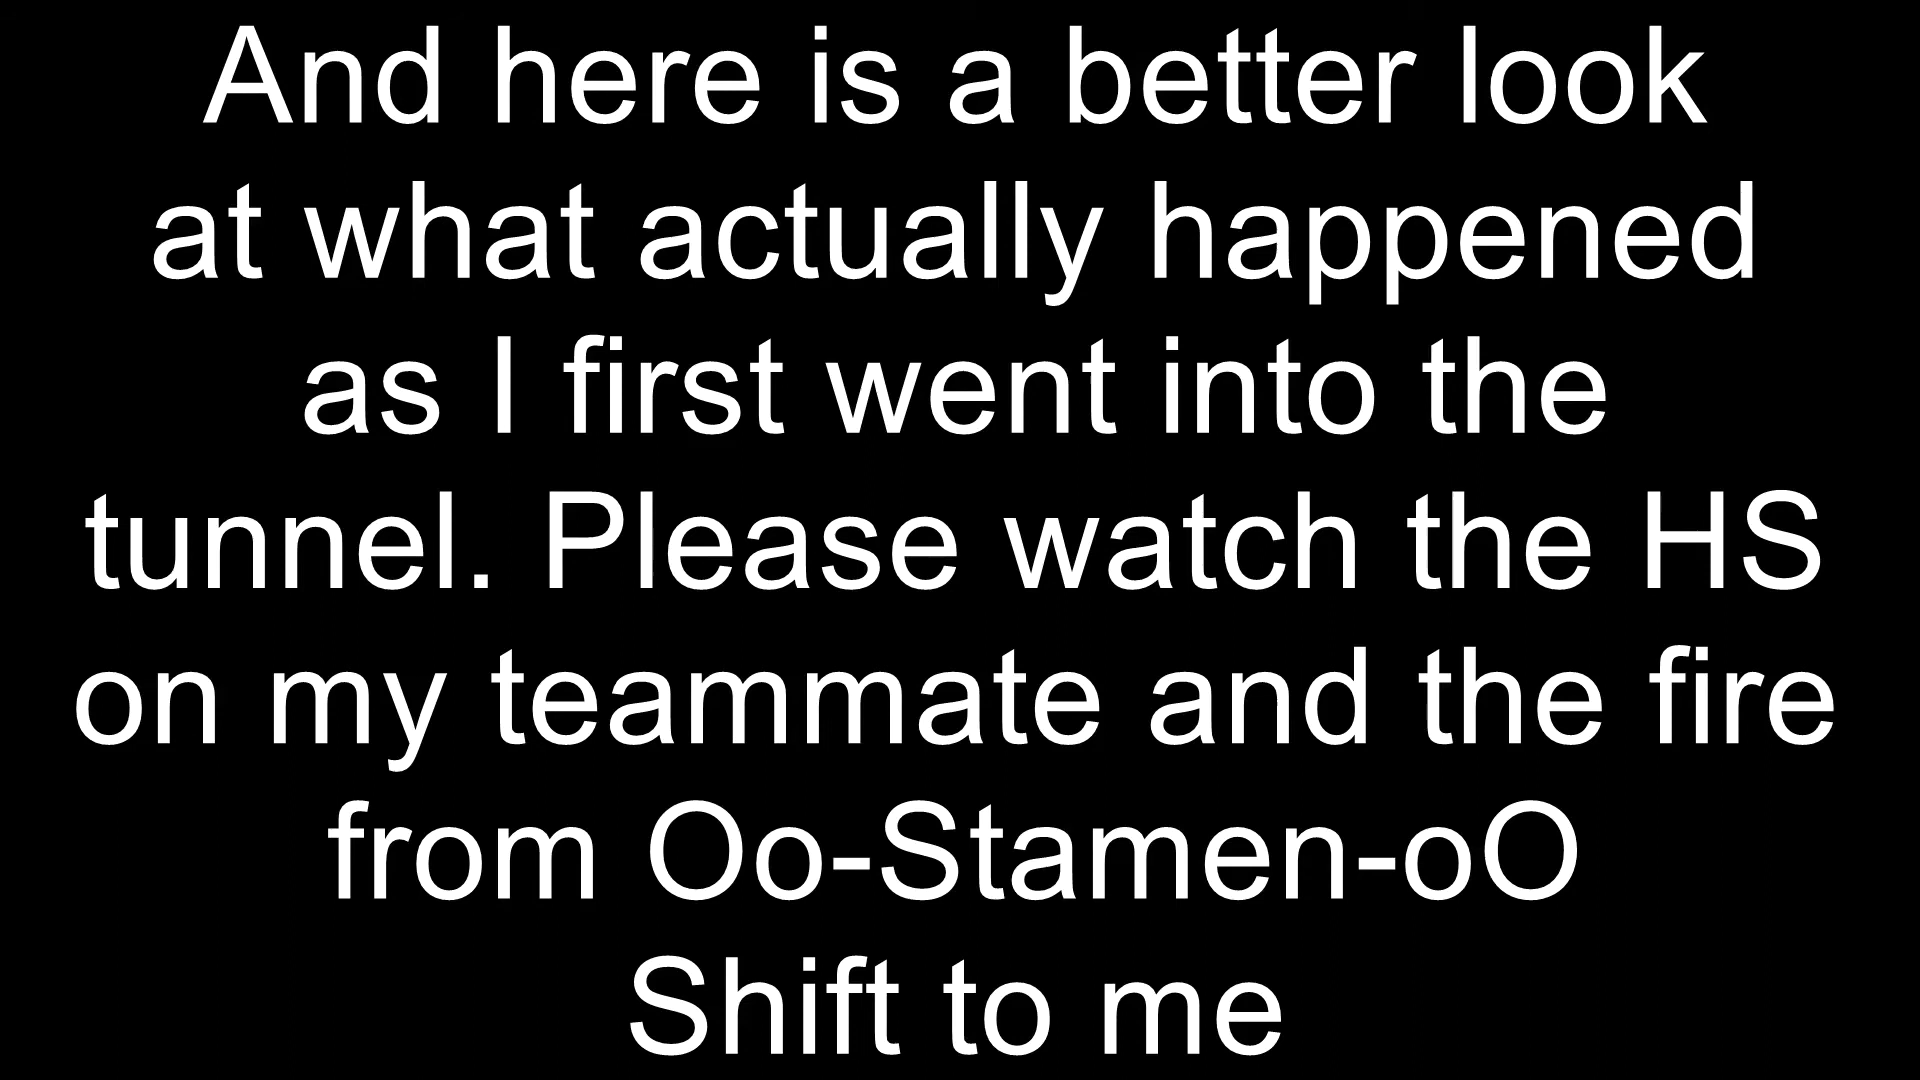 And here is a better look
at what actually happened
as I first went into the
tunnel. Please watch the HS
on my teammate and the fire
from Oo-Stamen-oO
Shift to me